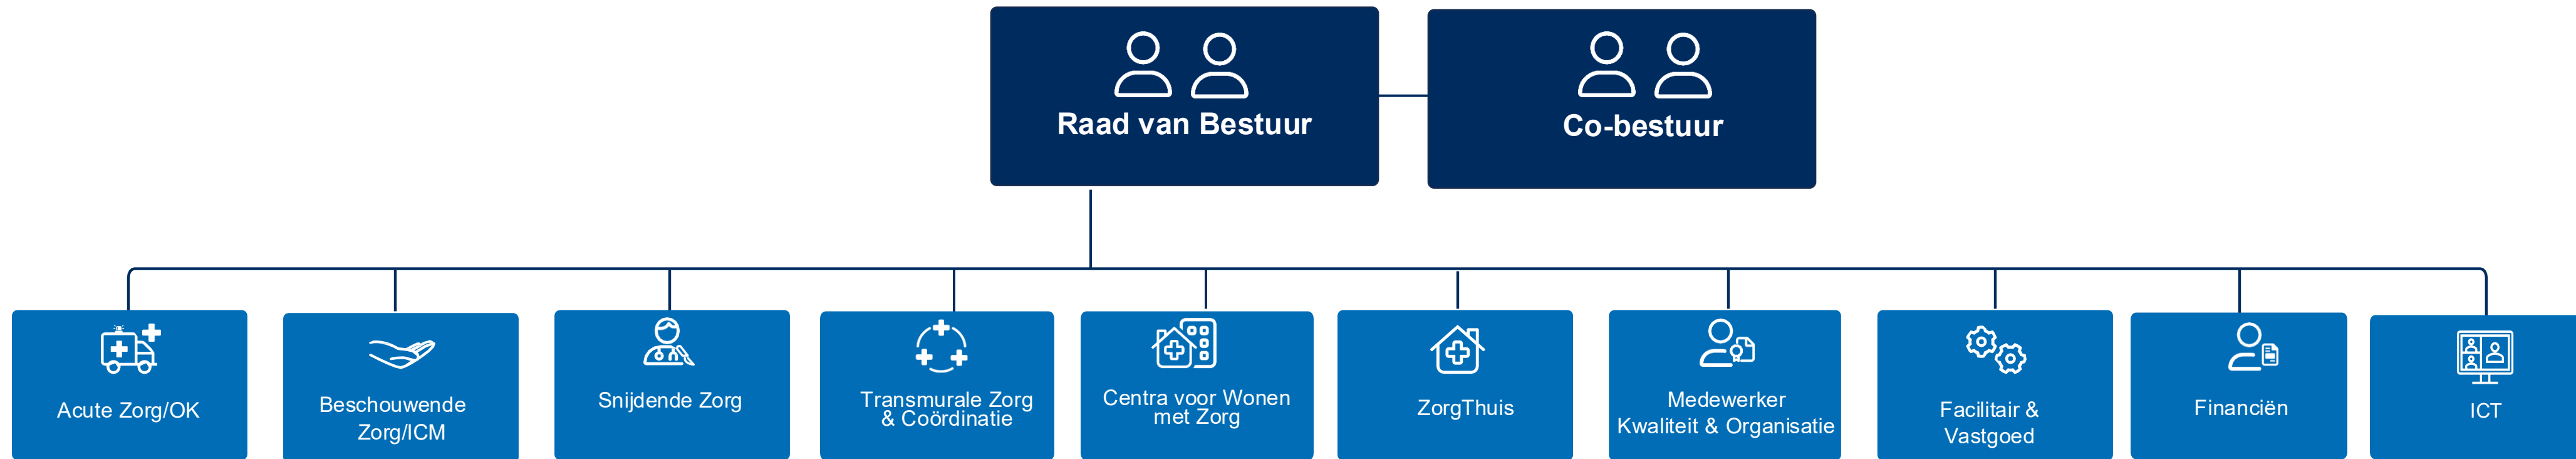 Raad van Bestuur
Co-bestuur
Acute Zorg/OK
Beschouwende
Zorg/ICM
Snijdende Zorg
Transmurale Zorg
& Coördinatie
Centra voor Wonen
met Zorg
ZorgThuis
Medewerker
Kwaliteit & Organisatie
Facilitair &
Vastgoed
Financiën
ICT